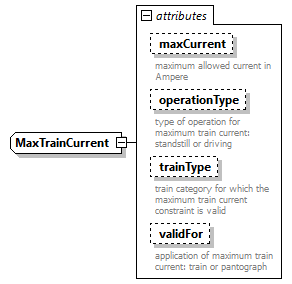 attributes
maxCurrent
maximum allowed current in
Ampere
operationType
type of operation for
maximum train current:
standstill or driving
MaxTrainCurrent
trainType
train category for which the
maximum train current
constraint is valid
validFor
application of maximum train
current: train or pantograph